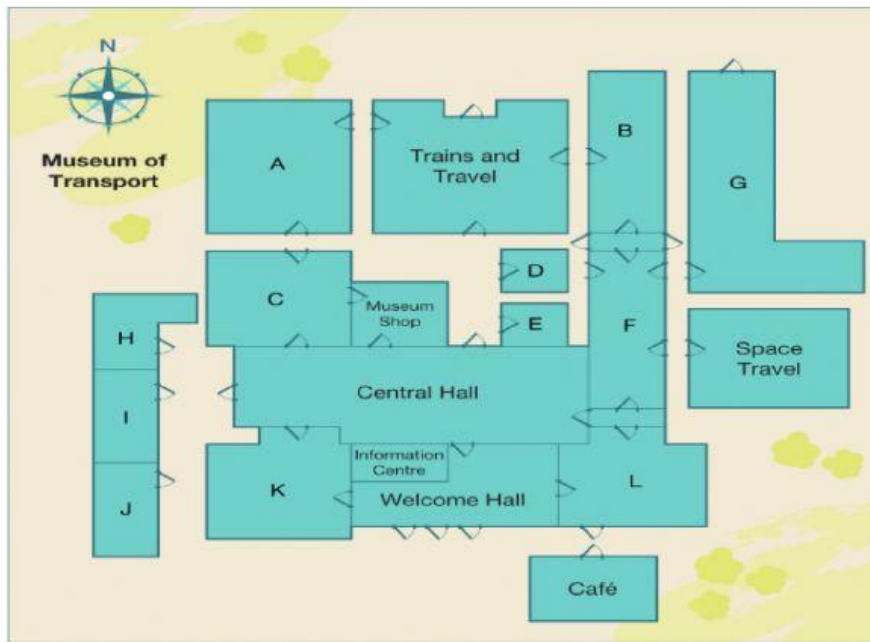 N
Museum of
Transport
A
Trains and
Travel
B
G
C
Museum
Shop
D
E
F
H
I
J
Central Hall
Space
Travel
Information
Centre
K
Welcome Hall
L
Café